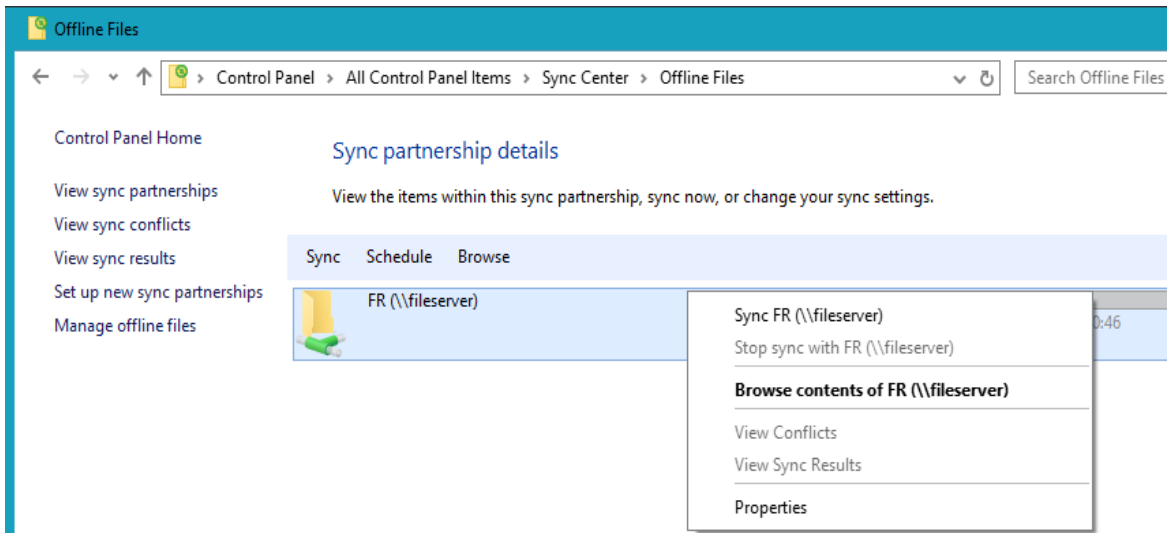 Offline Files
Control Panel › All Control Panel Items › Sync Center › Offline Files
Search Offline Files
Control Panel Home
View sync partnerships
View sync conflicts
View sync results
Set up new sync partnerships
Manage offline files
Sync partnership details
View the items within this sync partnership, sync now, or change your sync settings.
Sync Schedule Browse
FR (\\fileserver)
Sync FR (\\fileserver)
Stop sync with FR (\\fileserver)
Browse contents of FR (\\fileserver)
View Conflicts
View Sync Results
Properties